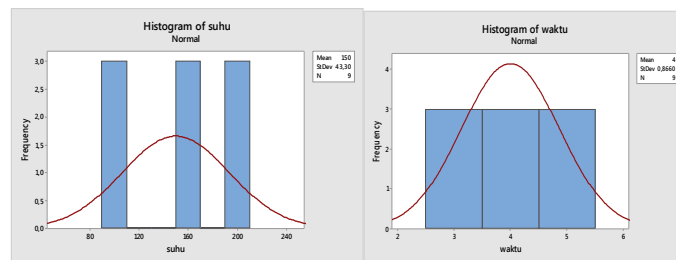 Histogram of suhu
Normal
Mean 150
StDev 43,30
N 9
3,0
2,5
2,0
1,5
1,0
0,5
0,0
Frequency
80 120 160 200 240
suhu
Histogram of waktu
Normal
Mean 4
StDev 0,8660
N 9
4
3
2
1
0
Frequency
2 3 4 5 6
waktu